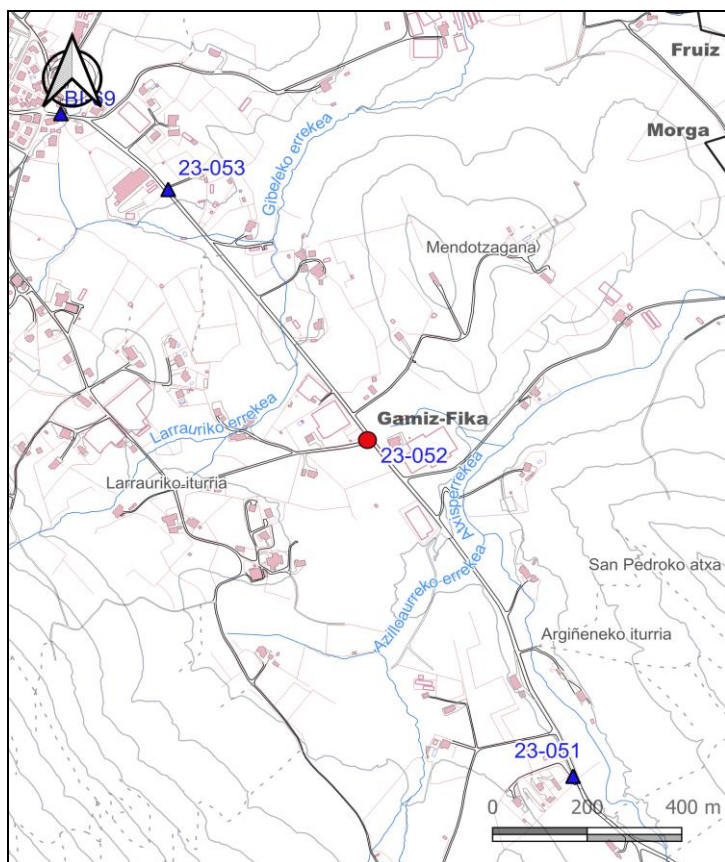 Fruiz
Morga
23-053
Gibeleko errekea
Mendotzagana
Gamiz-Fika
23-052
Larrauriko errekea
Larrauriko iturria
Atxisperrekea
Azilloaurreko errekea
San Pedroko atxa
Argiñeneko iturria
23-051
0 200 400 m